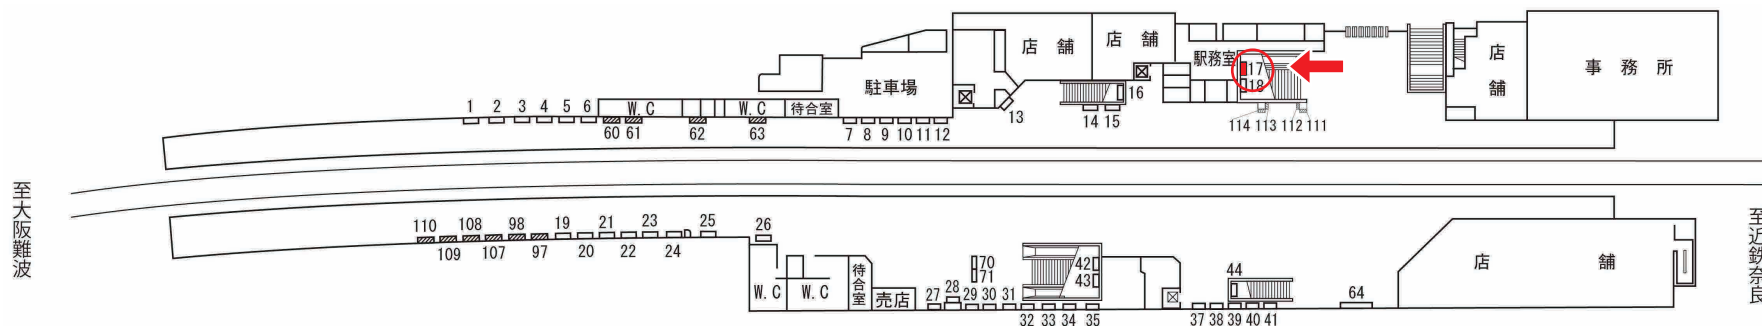 店 舗
店 舗
駅務室
17
18
店
舗
事 務 所
駐車場
16
13
14 15
114 113 112 111
1 2 3 4 5 6
W.C
W.C
待合室
60 61 62 63
7 8 9 10 11 12
至大阪難波
至近鉄奈良
110 108 98 19 21 23 25 26
109 107 97 20 22 24
70
71
42
43
44
W.C
W.C
待合室
売店
27 28 29 30 31
32 33 34 35
37 38 39 40 41
64
店 舗